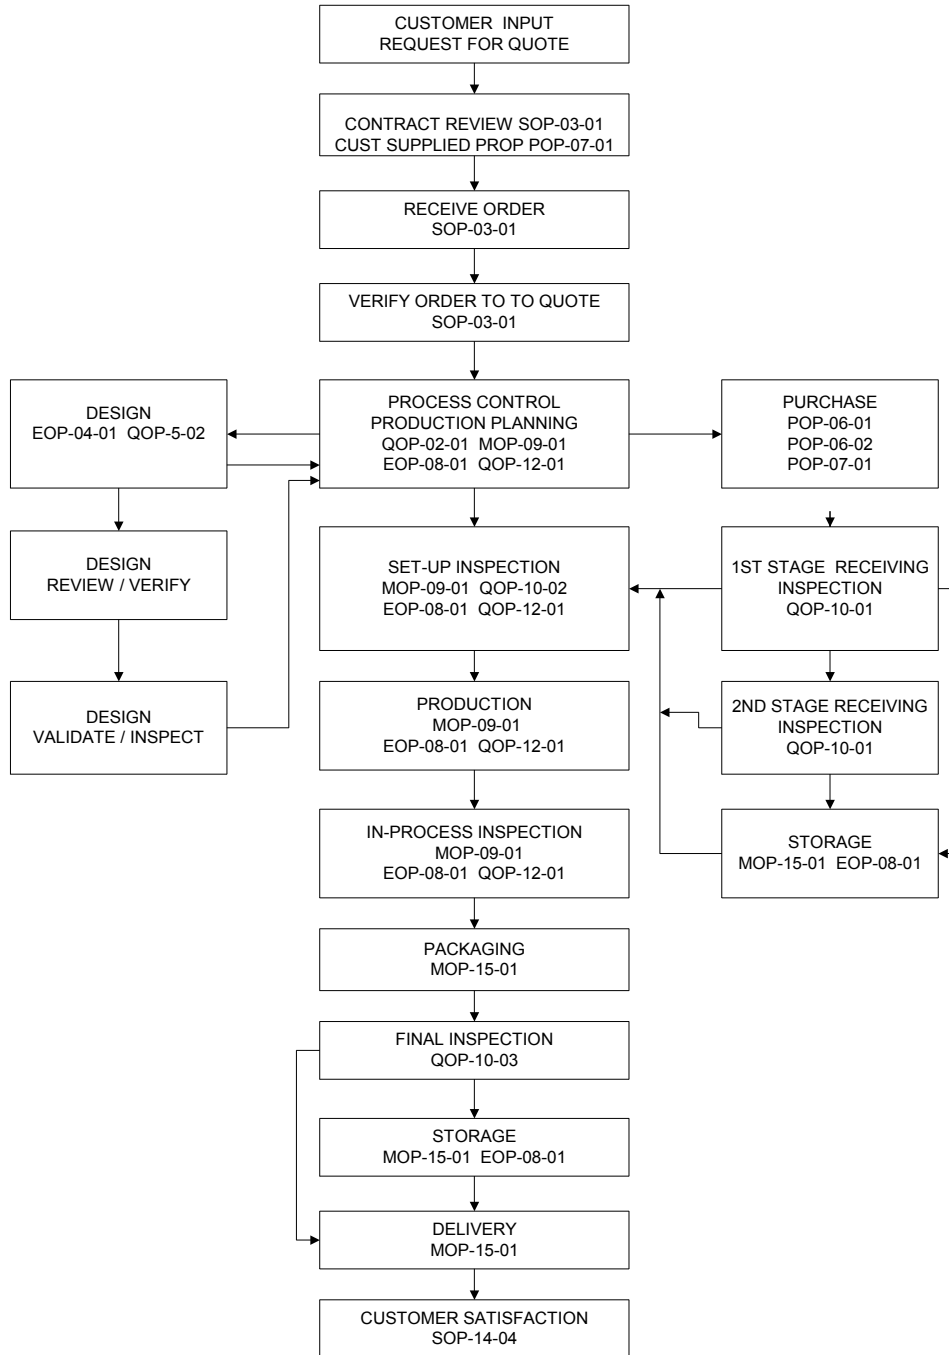 CUSTOMER INPUT
REQUEST FOR QUOTE
CONTRACT REVIEW SOP-03-01
CUST SUPPLIED PROP POP-07-01
RECEIVE ORDER
SOP-03-01
VERIFY ORDER TO TO QUOTE
SOP-03-01
DESIGN
EOP-04-01 QOP-5-02
PROCESS CONTROL
PRODUCTION PLANNING
QOP-02-01 MOP-09-01
EOP-08-01 QOP-12-01
PURCHASE
POP-06-01
POP-06-02
POP-07-01
DESIGN
REVIEW / VERIFY
SET-UP INSPECTION
MOP-09-01 QOP-10-02
EOP-08-01 QOP-12-01
1ST STAGE RECEIVING
INSPECTION
QOP-10-01
DESIGN
VALIDATE / INSPECT
PRODUCTION
MOP-09-01
EOP-08-01 QOP-12-01
2ND STAGE RECEIVING
INSPECTION
QOP-10-01
IN-PROCESS INSPECTION
MOP-09-01
EOP-08-01 QOP-12-01
STORAGE
MOP-15-01 EOP-08-01
PACKAGING
MOP-15-01
FINAL INSPECTION
QOP-10-03
STORAGE
MOP-15-01 EOP-08-01
DELIVERY
MOP-15-01
CUSTOMER SATISFACTION
SOP-14-04